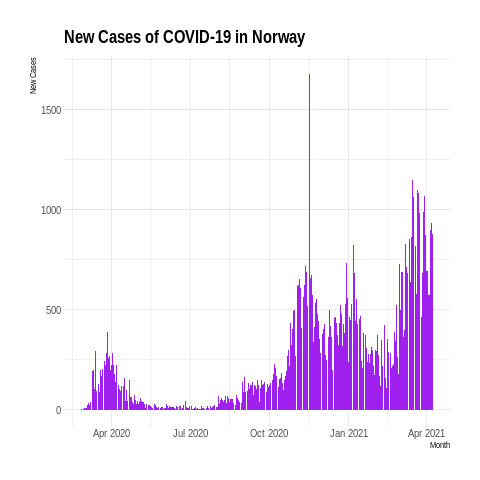 New Cases of COVID-19 in Norway
New Cases
1500
1000
500
0
Apr 2020
Jul 2020
Oct 2020
Jan 2021
Apr 2021
Month